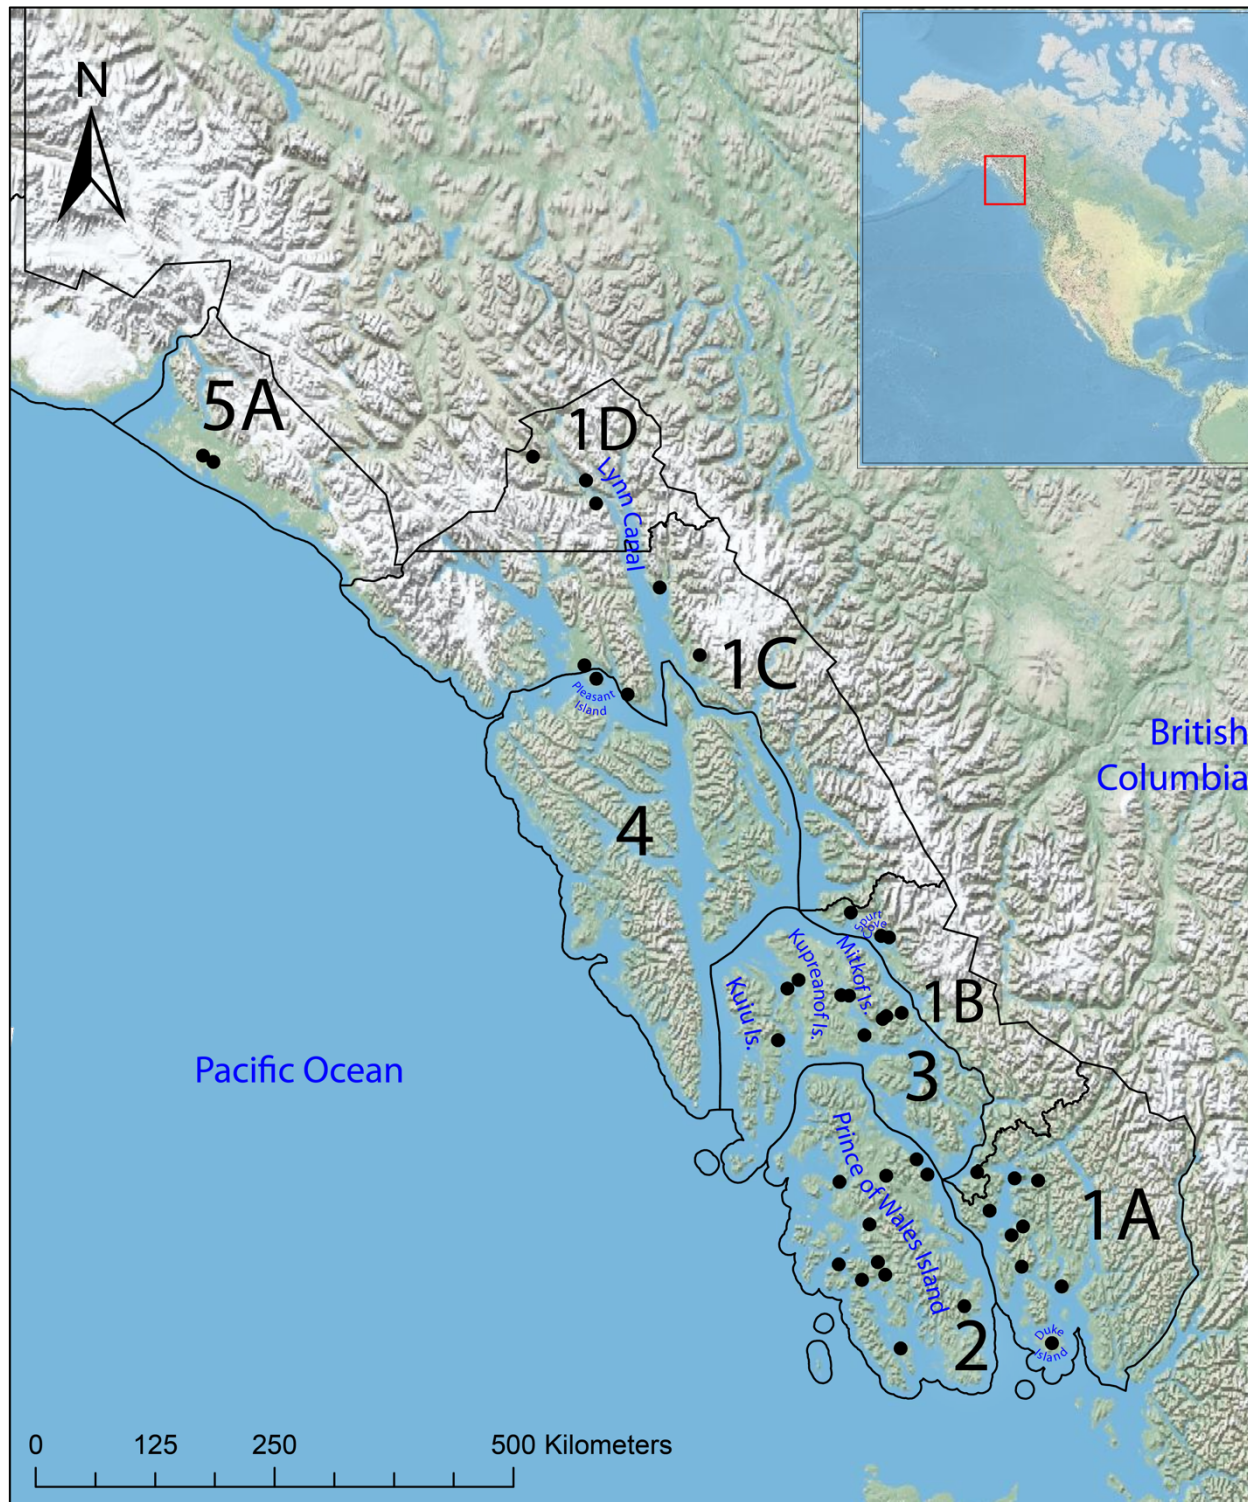 N
5A
1D
Lynn Canal
1C
Pleasant
Island
British
Columbia
4
Spurt
Cove
Kupreanof Is.
Mitkof Is.
Kuiu Is.
1B
Pacific Ocean
3
Prince of Wales Island
1A
Duke
Island
2
0 125 250 500 Kilometers